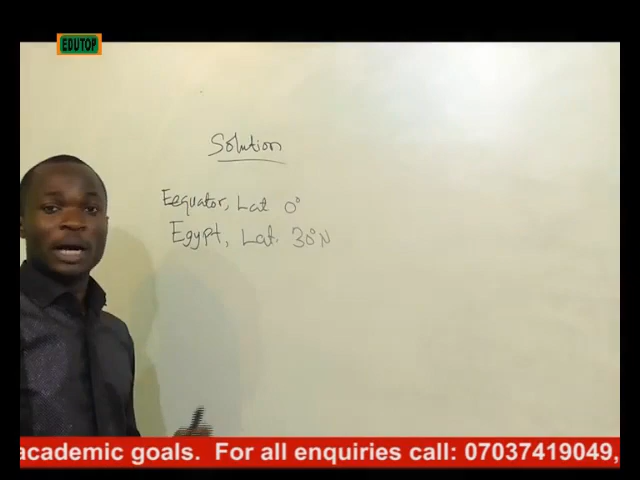 EDUTOP
Solution
Eequator, Lat 0°
Egypt, Lat. 30°N
academic goals. For all enquiries call: 07037419049,